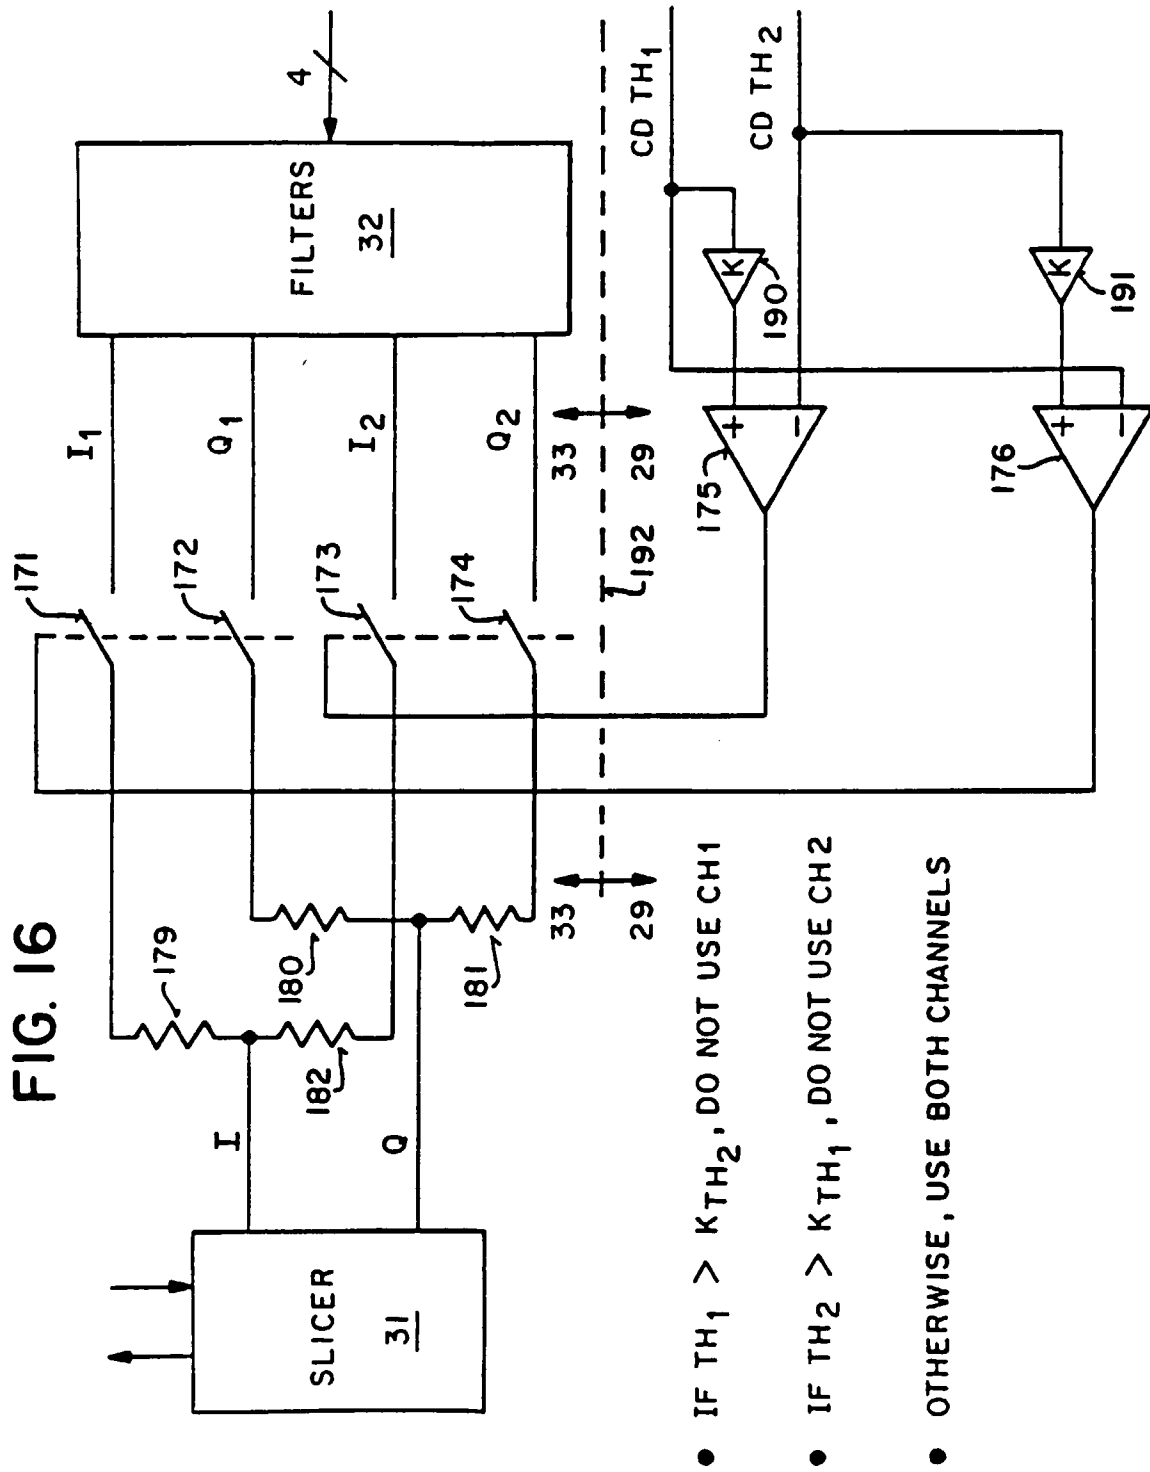 FIG. 16
SLICER
31
I
Q
179
180
181
182
171
172
173
174
I1
Q1
I2
Q2
FILTERS
32
4
33
29
33
29
192
175
176
190
191
K
K
+
−
+
−
CD TH1
CD TH2
● IF TH1 > KTH2, DO NOT USE CH1
● IF TH2 > KTH1, DO NOT USE CH2
● OTHERWISE, USE BOTH CHANNELS